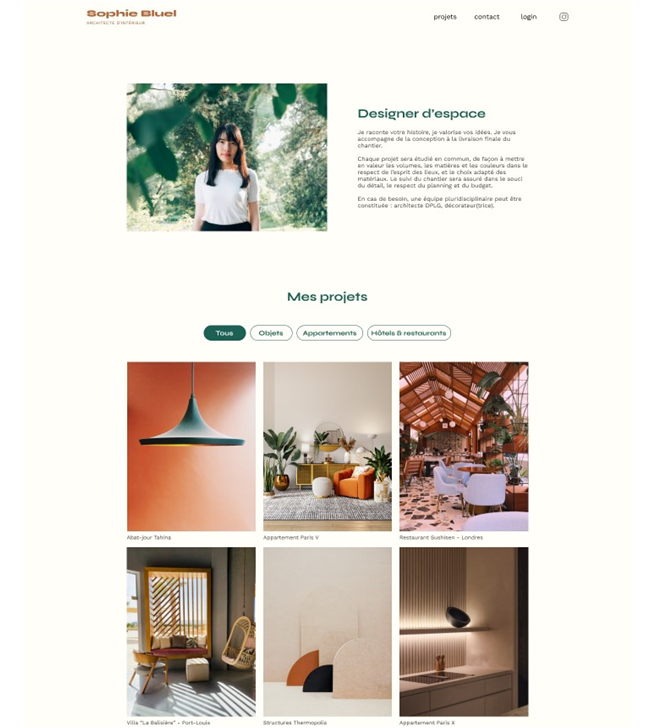 Sophie Bluel
ARCHITECTE D'INTÉRIEUR
projets
contact
login
Designer d'espace
Je raconte votre histoire, je valorise vos idées. Je vous
accompagne de la conception à la livraison finale du
chantier.
Chaque projet sera étudié en commun, de façon à mettre
en valeur les volumes, les matières et les couleurs dans le
respect de l'esprit des lieux, et le choix adapté des
matériaux. Le suivi du chantier sera assuré dans le souci
du détail, le respect du planning et du budget.
En cas de besoin, une équipe pluridisciplinaire peut être
constituée : architecte DPLG, décorateur(trice).
Mes projets
Tous
Objets
Appartements
Hôtels & restaurants
Abat-jour Tahina
Appartement Paris V
Restaurant Sushisen - Londres
Villa "La Balisière" - Port-Louis
Structures Thermopolis
Appartement Paris X